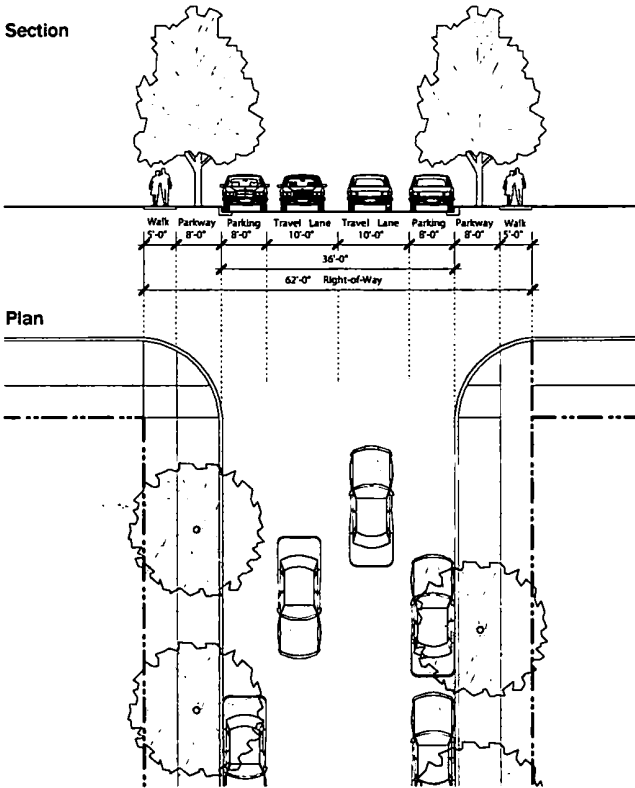 Section
Walk Parkway Parking Travel Lane Travel Lane Parking Parkway Walk
5'-0" 8'-0" 8'-0" 10'-0" 10'-0" 8'-0" 8'-0" 5'-0"
36'-0"
62'-0" Right-of-Way
Plan